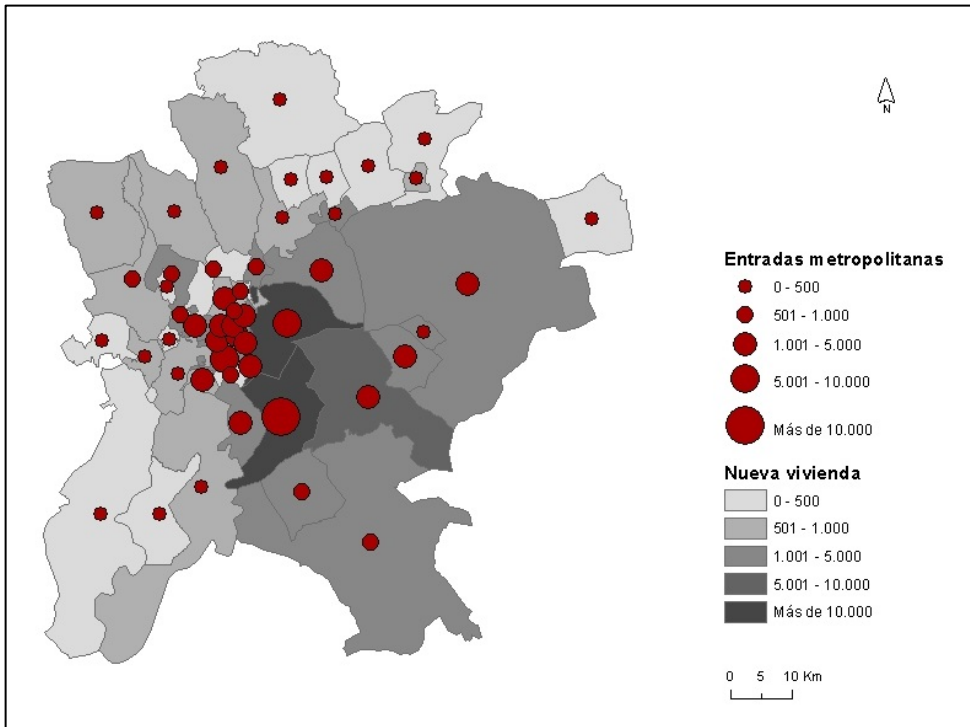 N
Entradas metropolitanas
0 - 500
501 - 1.000
1.001 - 5.000
5.001 - 10.000
Más de 10.000
Nueva vivienda
0 - 500
501 - 1.000
1.001 - 5.000
5.001 - 10.000
Más de 10.000
0 5 10 Km